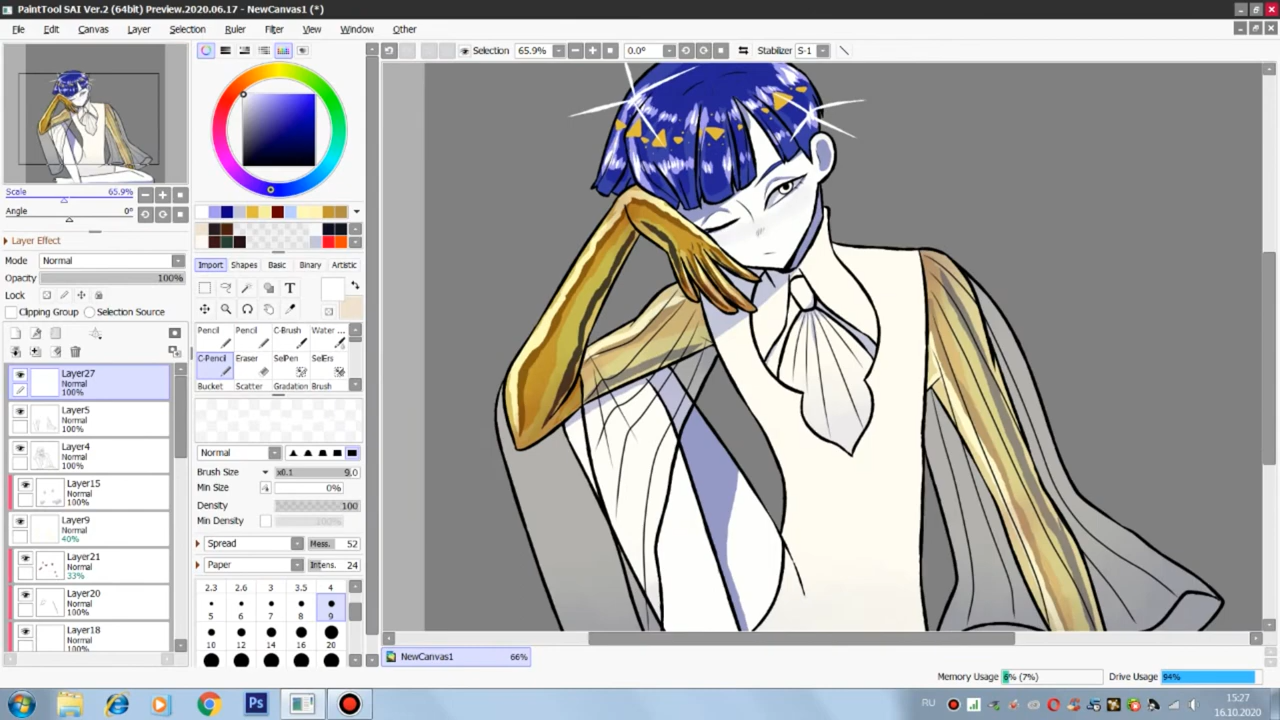 PaintTool SAI Ver.2 (64bit) Preview.2020.06.17 - NewCanvas1 (*)
File Edit Canvas Layer Selection Ruler Filter View Window Other
Selection 65.9% 0.0° Stabilizer S-1
Scale 65.9%
Angle 0°
Layer Effect
Mode Normal
Opacity 100%
Lock
Clipping Group Selection Source
Layer27
Normal
100%
Layer5
Normal
100%
Layer4
Normal
100%
Layer15
Normal
100%
Layer9
Normal
40%
Layer21
Normal
33%
Layer20
Normal
100%
Layer18
Normal
100%
Import Shapes Basic Binary Artistic
T
Pencil Pencil C-Brush Water ...
C-Pencil Eraser SelPen SelErs
Bucket Scatter Gradation Brush
Normal
Brush Size x0.1 9.0
Min Size 0%
Density 100
Min Density 100%
Spread Mess. 52
Paper Intens. 24
2.3 2.6 3 3.5 4
5 6 7 8 9
10 12 14 16 20
NewCanvas1 66%
Memory Usage 6% (7%) Drive Usage 94%
Ps
RU
15:27
16.10.2020